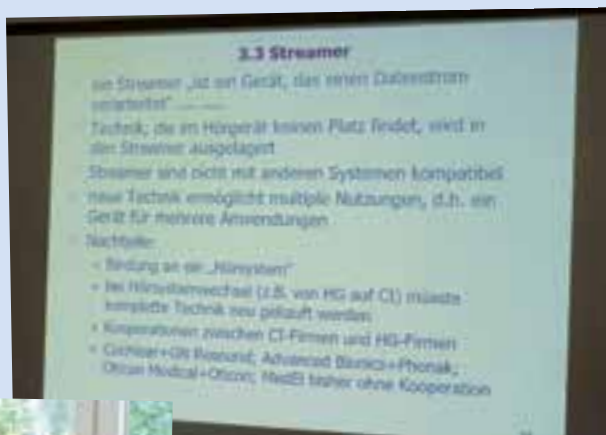 3.3 Streamer
ein Streamer „ist ein Gerät, das einen Datenstrom
verarbeitet“
Technik, die im Hörgerät keinen Platz findet, wird in
den Streamer ausgelagert
Streamer sind nicht mit anderen Systemen kompatibel
neue Technik ermöglicht multiple Nutzungen, d.h. ein
Gerät für mehrere Anwendungen
Nachteile:
Bindung an ein „Hörsystem“
bei Hörsystemwechsel (z.B. von HG auf CI) müsste
komplette Technik neu gekauft werden
Kooperationen zwischen CI-Firmen und HG-Firmen
Cochlear+GN Resound; Advanced Bionics+Phonak;
Oticon Medical+Oticon; MedEl bisher ohne Kooperation